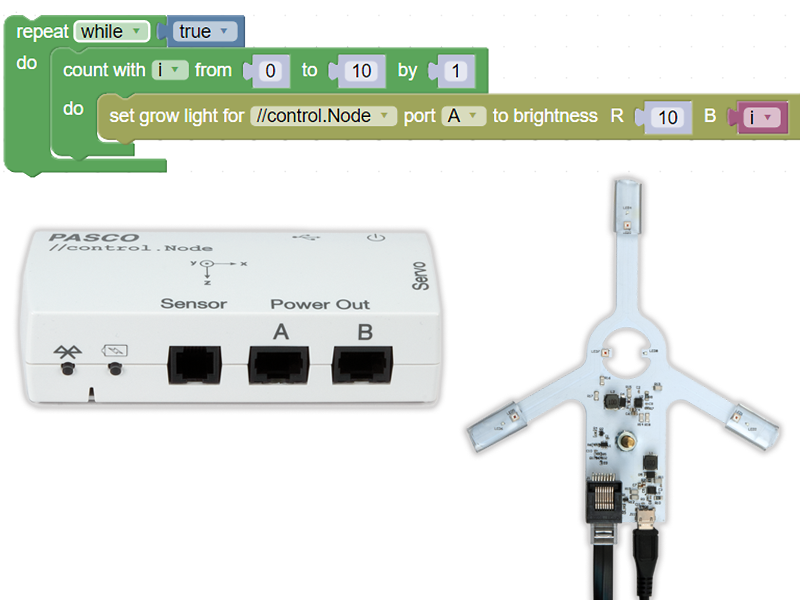 repeat while true
do
count with i from 0 to 10 by 1
do
set grow light for //control.Node port A to brightness R 10 B i
PASCO
//control.Node
Y X
Z
Servo
Sensor Power Out
A B